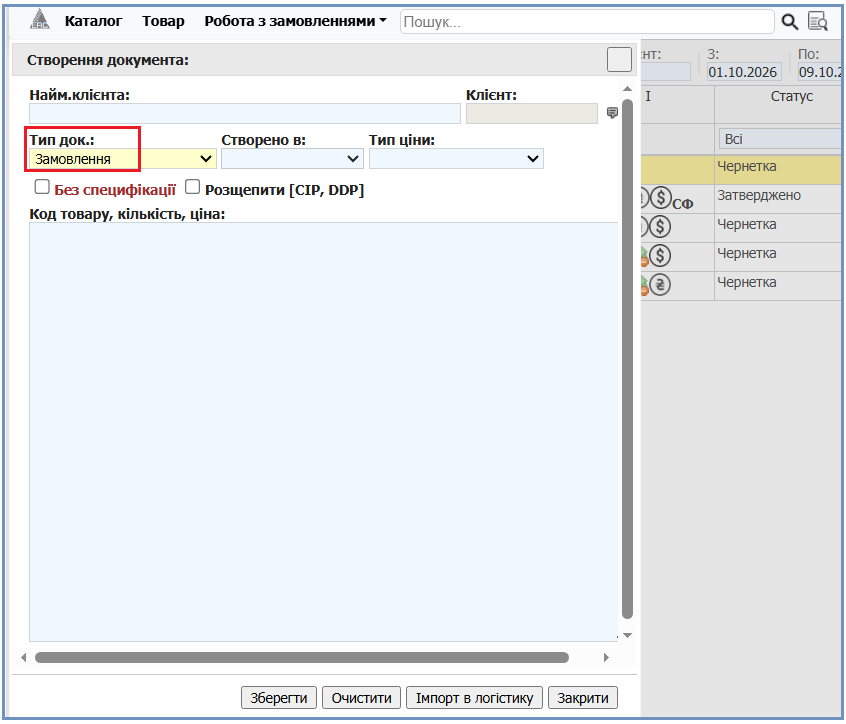 ЕПС Каталог Товар Робота з замовленнями Пошук...
Створення документа:
єнт: З: По:
01.10.2026 09.10.2
Найм.клієнта: Клієнт:
І Статус
Тип док.: Створено в: Тип ціни:
Всі
Замовлення
Чернетка
Без специфікації Розщепити [CIP, DDP]
$ СФ Затверджено
Код товару, кількість, ціна:
$ Чернетка
$ Чернетка
₴ Чернетка
Зберегти Очистити Імпорт в логістику Закрити